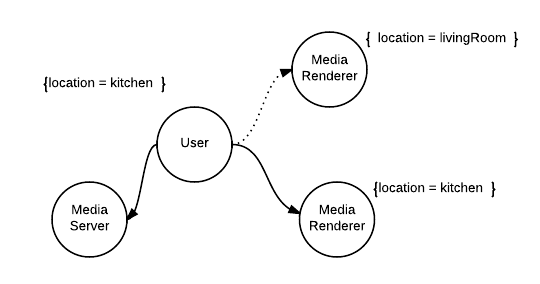 { location = livingRoom }
Media
Renderer
{location = kitchen }
User
{location = kitchen }
Media
Server
Media
Renderer